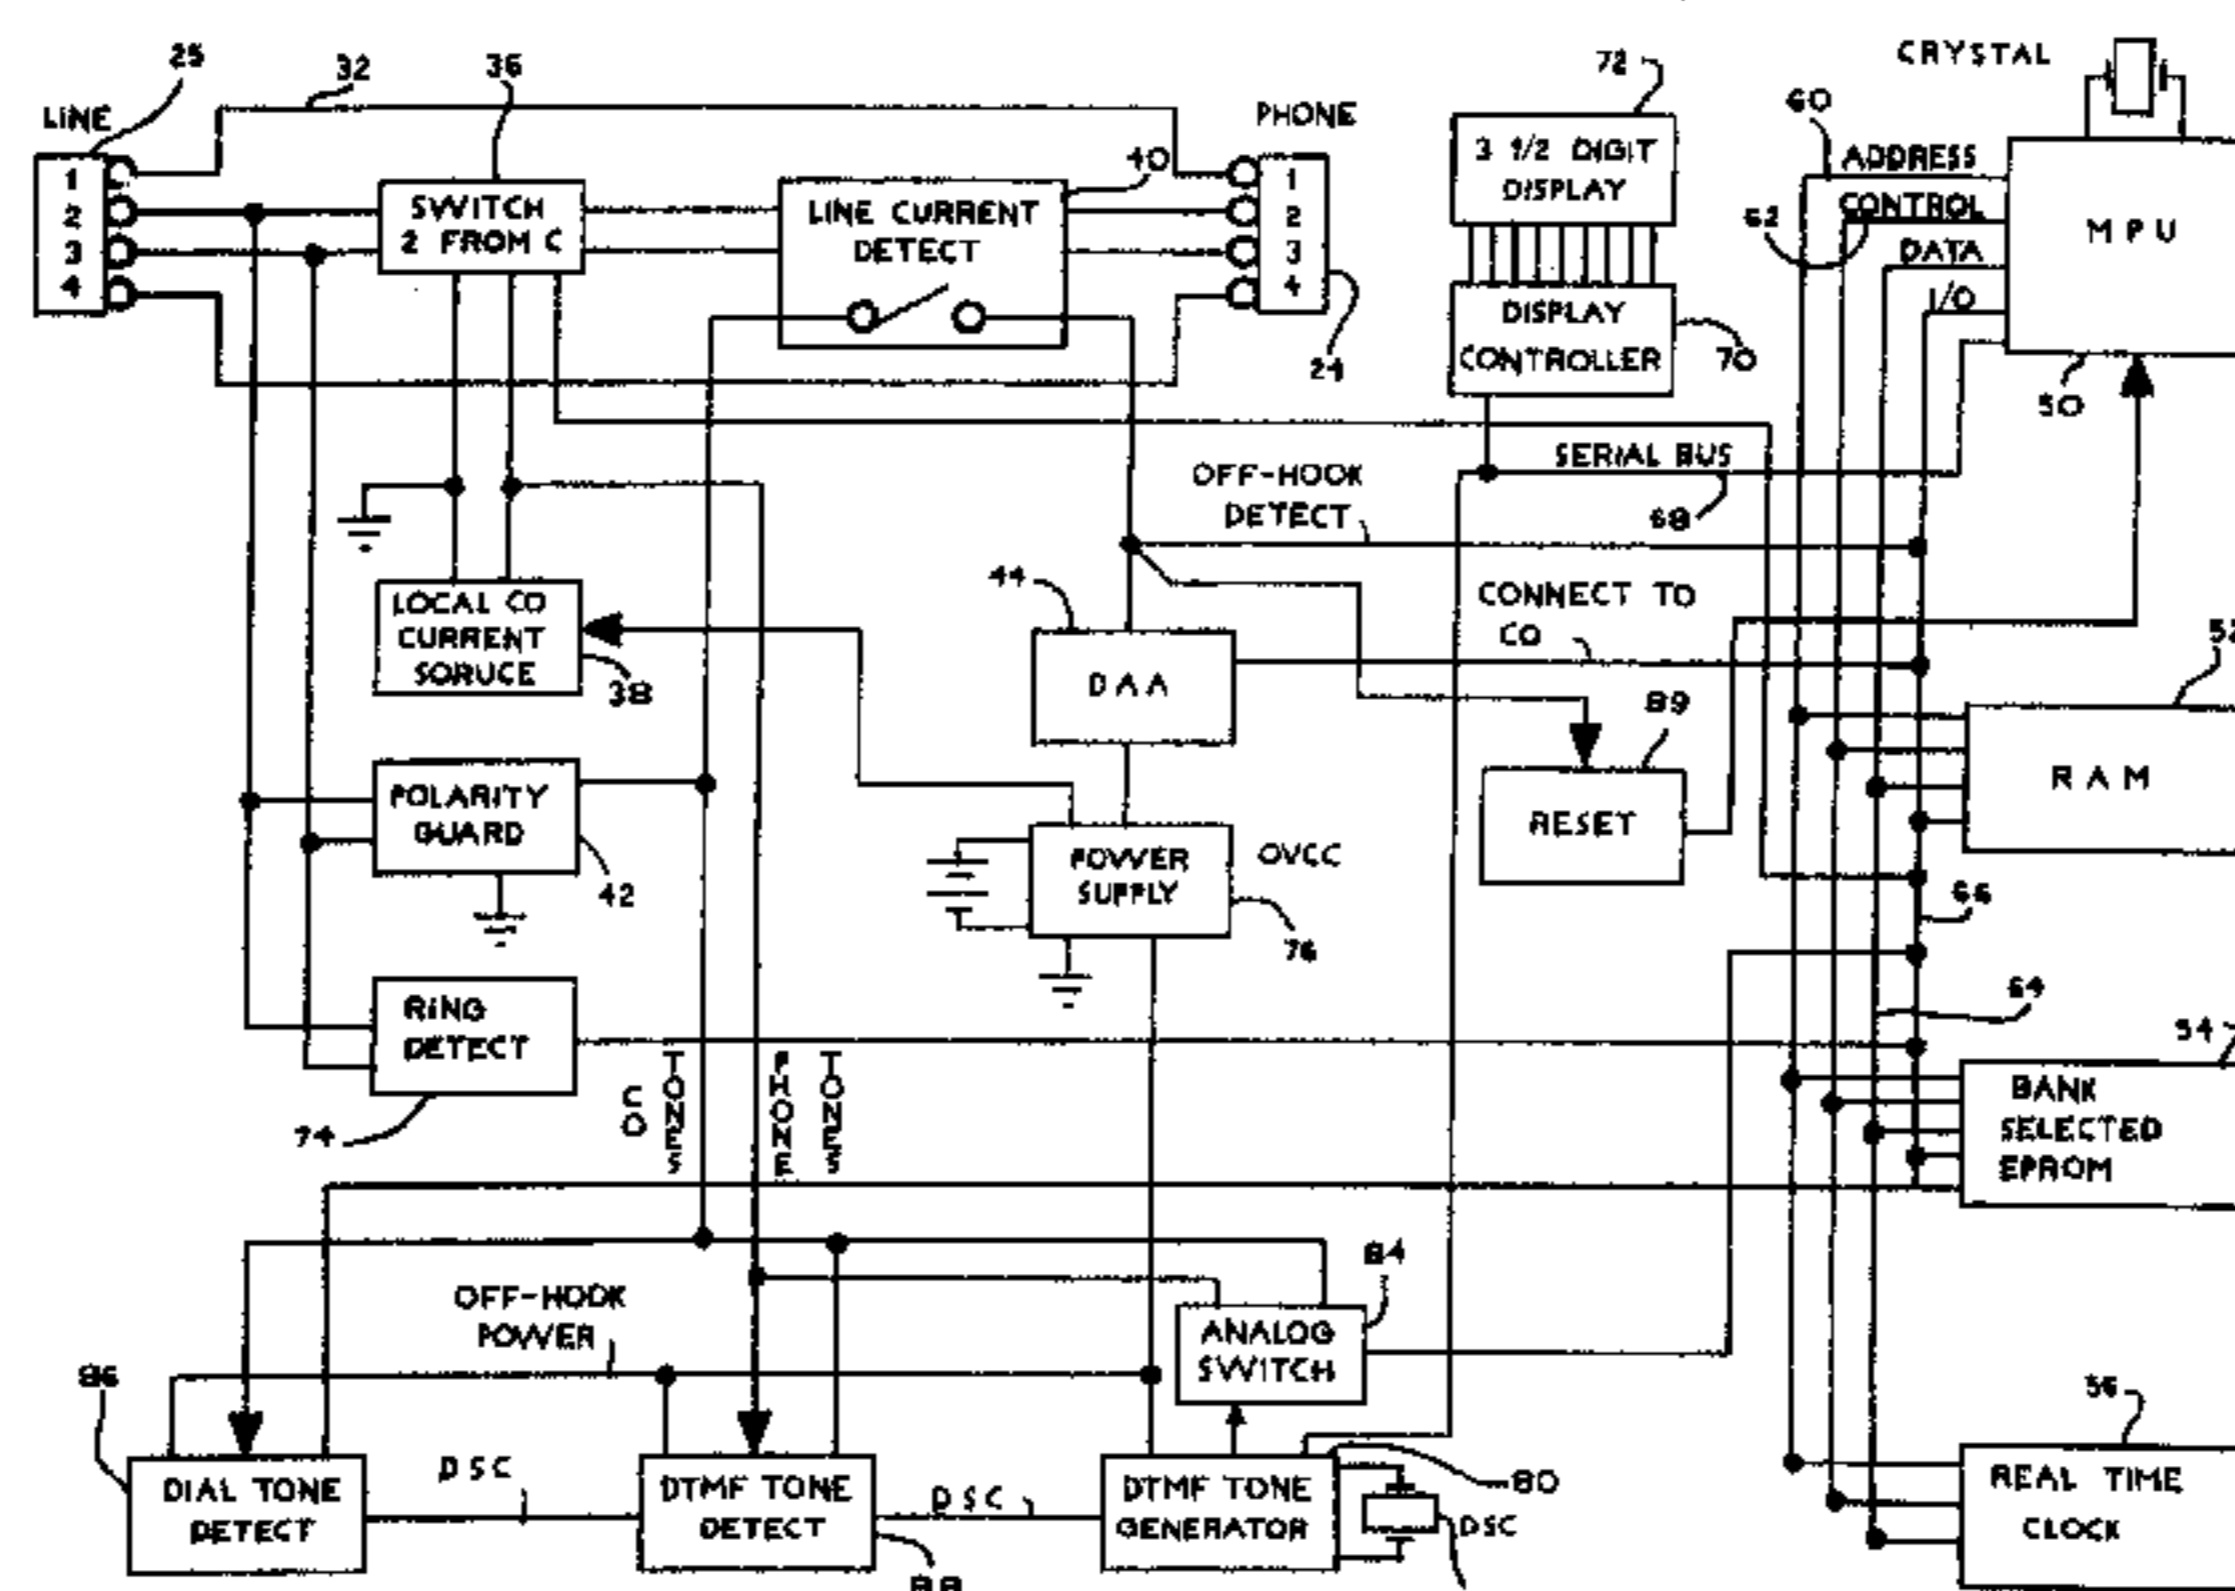 LINE
25
32
36
PHONE
72
CRYSTAL
1
2
3
4
SWITCH
2 FROM C
LINE CURRENT
DETECT
40
1
2
3
4
24
3 1/2 DIGIT
DISPLAY
DISPLAY
CONTROLLER
70
60
ADDRESS
62
CONTROL
DATA
I/O
MPU
50
SERIAL BUS
68
OFF-HOOK
DETECT
LOCAL CO
CURRENT
SORUCE
38
44
DAA
CONNECT TO
CO
89
RESET
52
RAM
POLARITY
GUARD
42
POWER
SUPPLY
OVCC
76
66
64
RING
DETECT
74
CO
TONES
PHONE
TONES
54
BANK
SELECTED
EPROM
OFF-HOOK
POWER
84
ANALOG
SWITCH
86
DIAL TONE
DETECT
DSC
DTMF TONE
DETECT
88
DSC
DTMF TONE
GENERATOR
80
DSC
56
REAL TIME
CLOCK